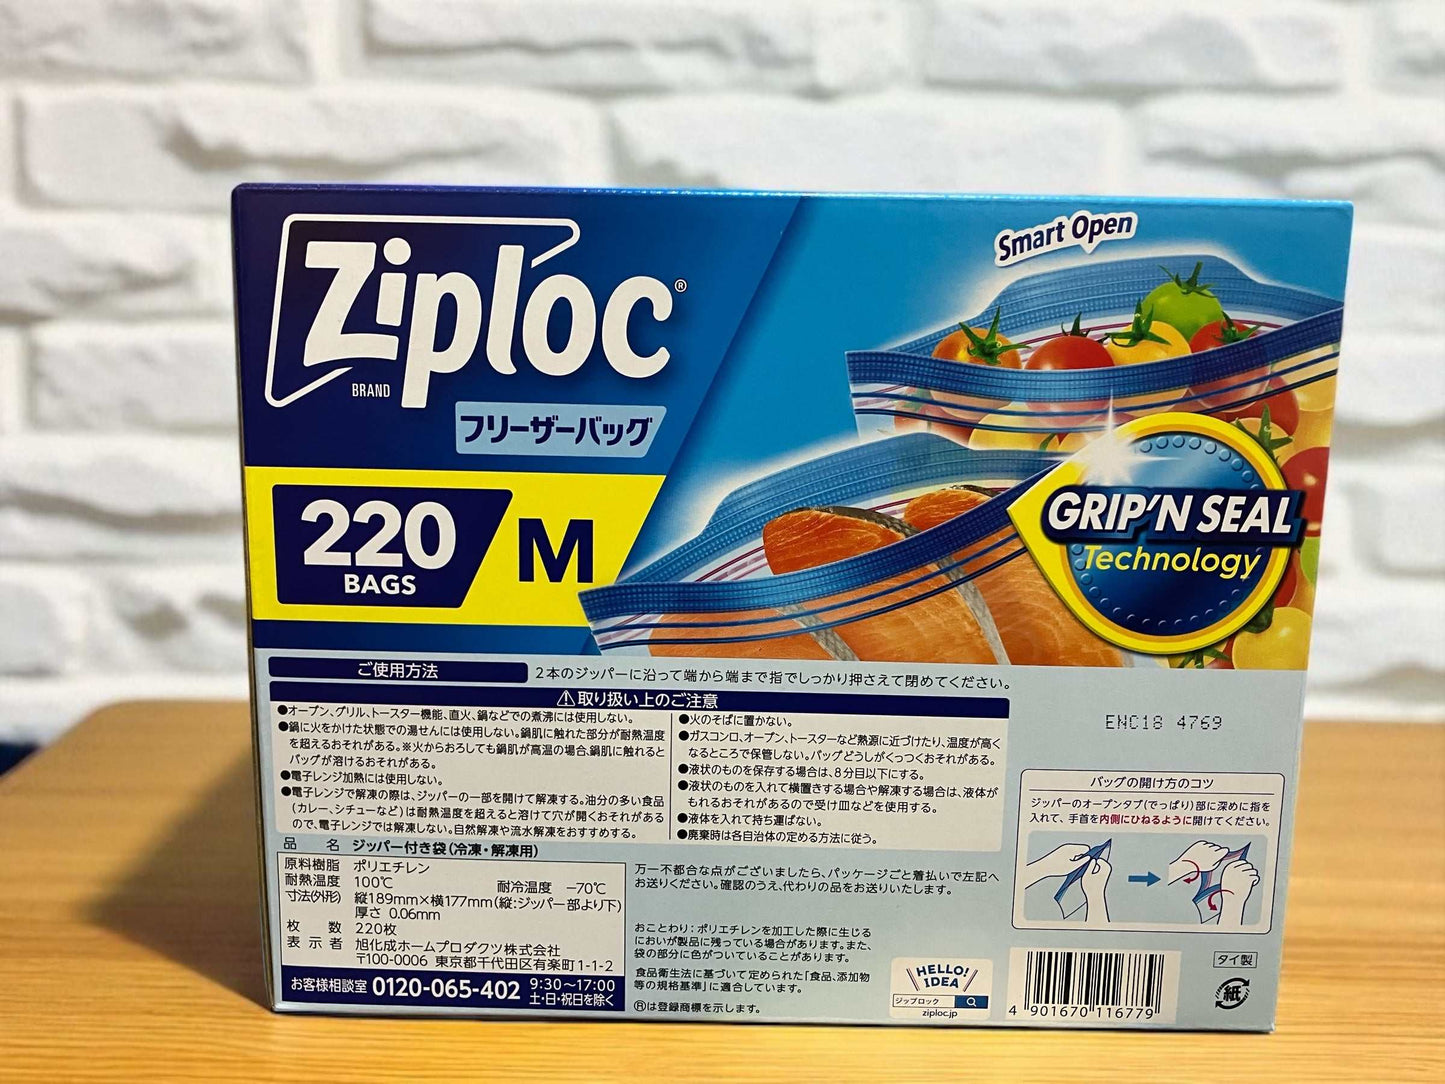 Smart Open
Ziploc®
BRAND
フリーザーバッグ
220
BAGS
M
GRIP'N SEAL
Technology
ご使用方法
2本のジッパーに沿って端から端まで指でしっかり押さえて閉めてください。
⚠取り扱い上のご注意
●オーブン、グリル、トースター機能、直火、鍋などでの煮沸には使用しない。
●鍋に火をかけた状態での湯せんには使用しない。鍋肌に触れた部分が耐熱温度
を超えるおそれがある。※火からおろしても鍋肌が高温の場合、鍋肌に触れると
バッグが溶けるおそれがある。
●電子レンジ加熱には使用しない。
●電子レンジで解凍の際は、ジッパーの一部を開けて解凍する。油分の多い食品
(カレー、シチューなど)は耐熱温度を超えると溶けて穴が開くおそれがある
ので、電子レンジでは解凍しない。自然解凍や流水解凍をおすすめする。
●火のそばに置かない。
●ガスコンロ、オーブン、トースターなど熱源に近づけたり、温度が高く
なるところで保管しない。バッグどうしがくっつくおそれがある。
●液状のものを保存する場合は、8分目以下にする。
●液状のものを入れて横置きする場合や解凍する場合は、液体が
もれるおそれがあるので受け皿などを使用する。
●液体を入れて持ち運ばない。
●廃棄時は各自治体の定める方法に従う。
ENC18 4769
バッグの開け方のコツ
ジッパーのオープンタブ(でっぱり)部に深めに指を
入れて、手首を内側にひねるように開けてください。
品 名 ジッパー付き袋(冷凍・解凍用)
原料樹脂 ポリエチレン
耐熱温度 100℃ 耐冷温度 −70℃
寸法(外形) 縦189mm×横177mm(縦:ジッパー部より下)
厚さ 0.06mm
枚 数 220枚
表 示 者 旭化成ホームプロダクツ株式会社
〒100-0006 東京都千代田区有楽町1-1-2
お客様相談室 0120-065-402 9:30〜17:00
土・日・祝日を除く
万一不都合な点がございましたら、パッケージごと着払いで左記へ
お送りください。確認のうえ、代わりの品をお送りいたします。
おことわり:ポリエチレンを加工した際に生じる
においが製品に残っている場合があります。また、
袋の部分に色がついていることがあります。
食品衛生法に基づいて定められた「食品、添加物
等の規格基準」に適合しています。
®は登録商標を示します。
HELLO!
IDEA
ジップロック
ziploc.jp
4 901670 116779
タイ製
紙